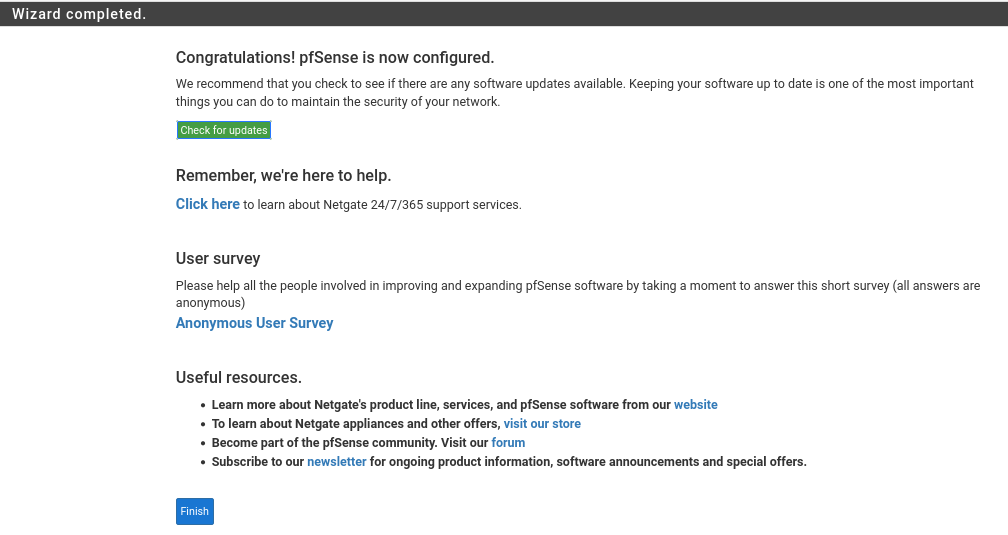 Wizard completed.
Congratulations! pfSense is now configured.
We recommend that you check to see if there are any software updates available. Keeping your software up to date is one of the most important
things you can do to maintain the security of your network.
Check for updates
Remember, we're here to help.
Click here to learn about Netgate 24/7/365 support services.
User survey
Please help all the people involved in improving and expanding pfSense software by taking a moment to answer this short survey (all answers are
anonymous)
Anonymous User Survey
Useful resources.
• Learn more about Netgate's product line, services, and pfSense software from our website
• To learn about Netgate appliances and other offers, visit our store
• Become part of the pfSense community. Visit our forum
• Subscribe to our newsletter for ongoing product information, software announcements and special offers.
Finish